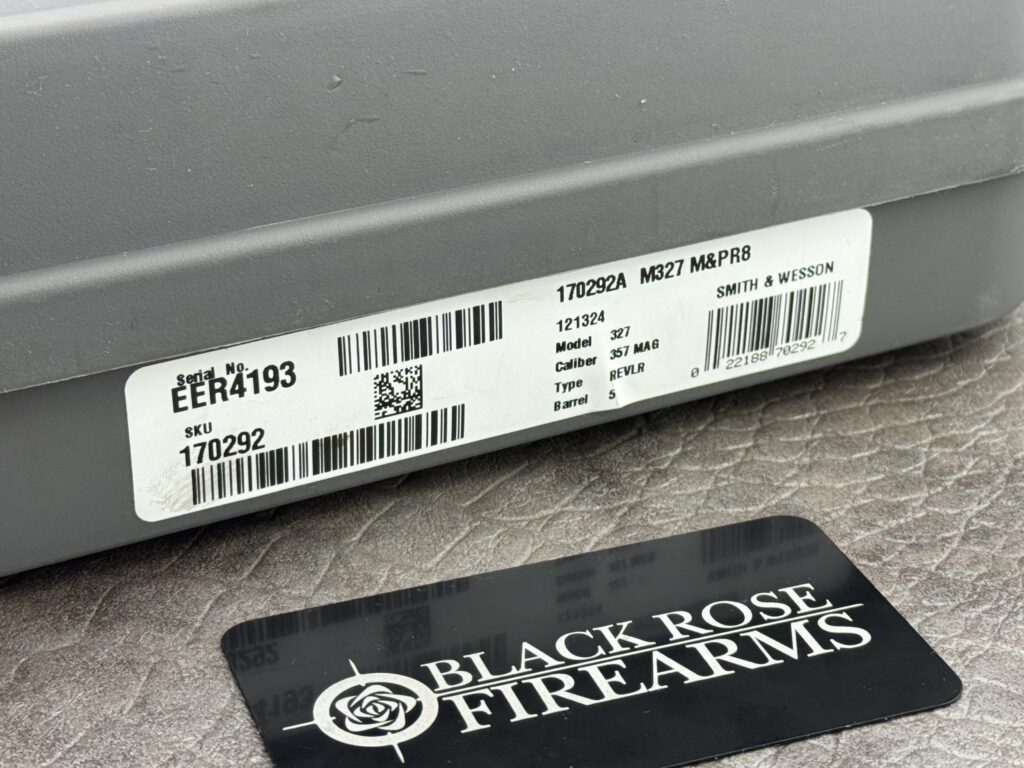 Serial No.
EER4193
SKU
170292
170292A M327 M&PR8
121324
Model 327
Caliber 357 MAG
Type REVLR
Barrel 5
SMITH & WESSON
0 22188 70292 7
BLACK ROSE
FIREARMS